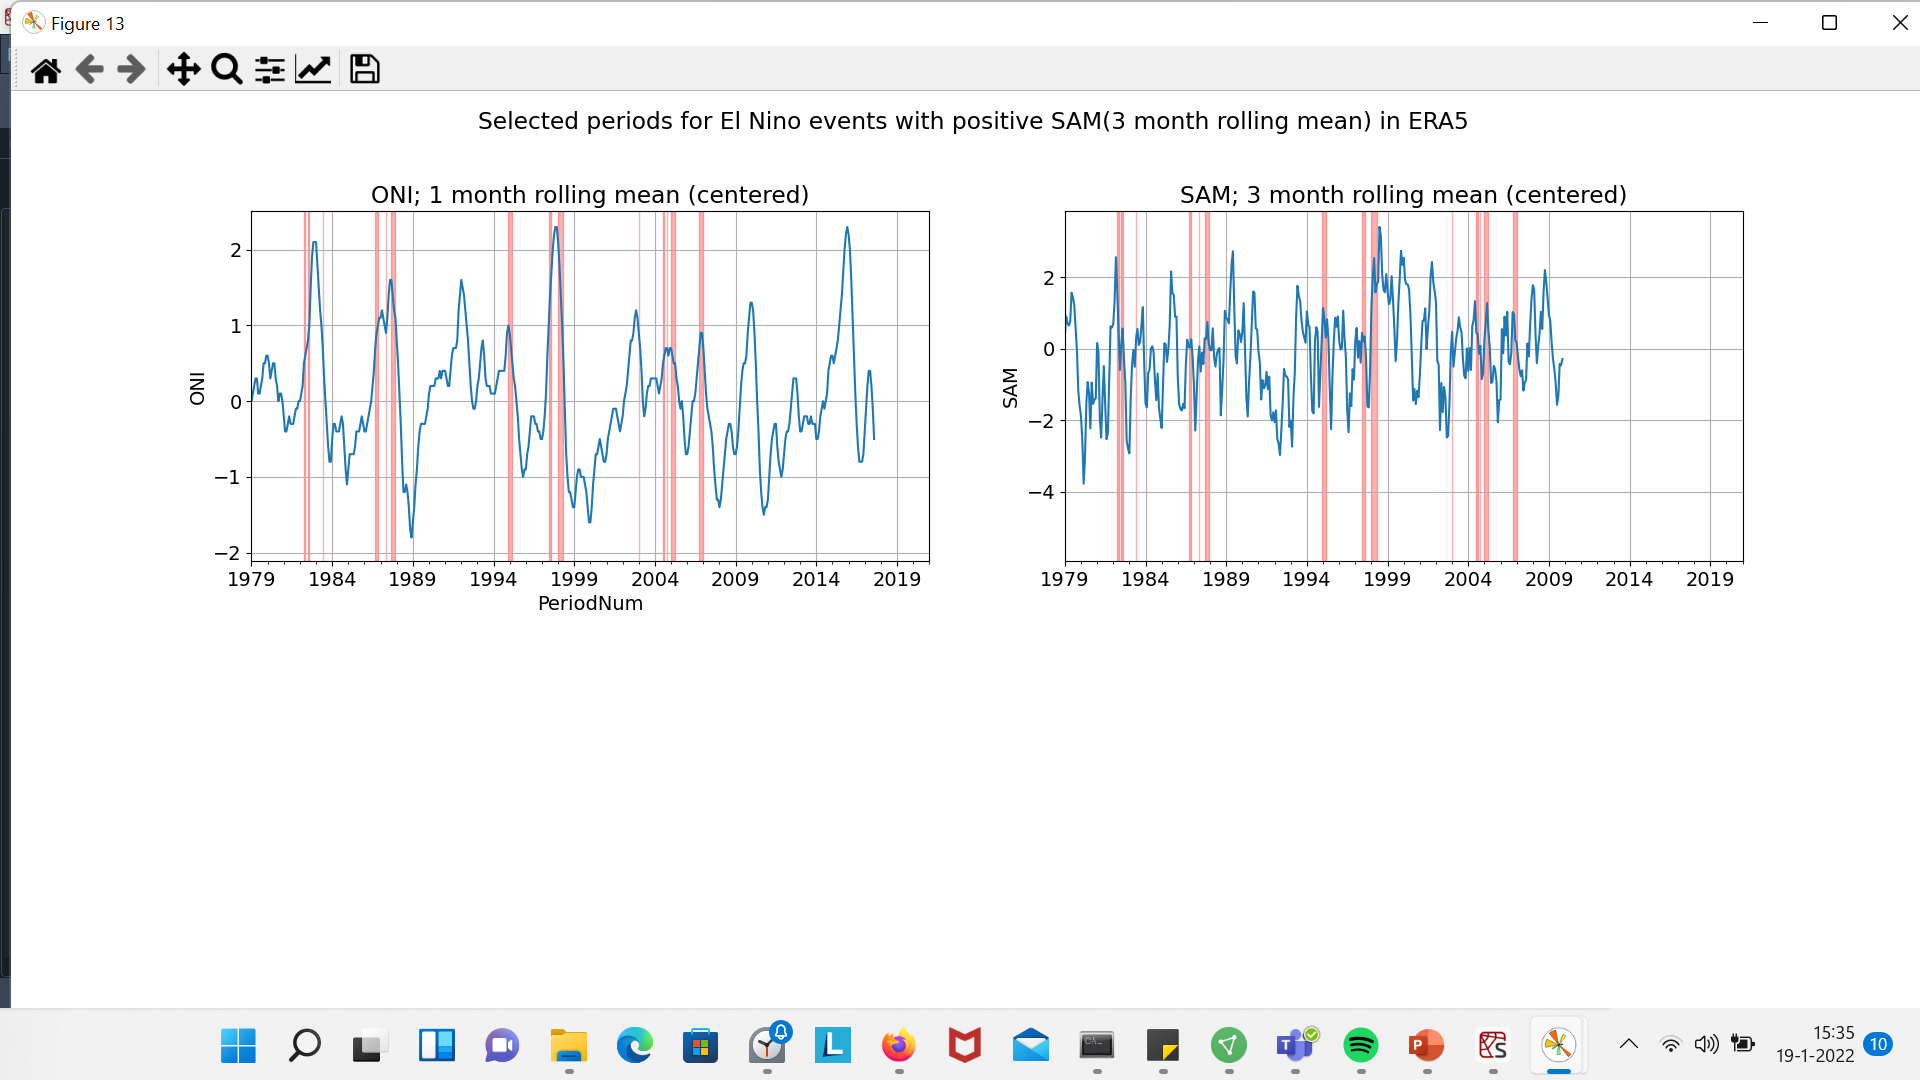 Figure 13
Selected periods for El Nino events with positive SAM(3 month rolling mean) in ERA5
ONI; 1 month rolling mean (centered)
2
1
0
−1
−2
ONI
1979 1984 1989 1994 1999 2004 2009 2014 2019
PeriodNum
SAM; 3 month rolling mean (centered)
2
0
−2
−4
SAM
1979 1984 1989 1994 1999 2004 2009 2014 2019
L
C:\_
T
P
S
15:35
19-1-2022
10